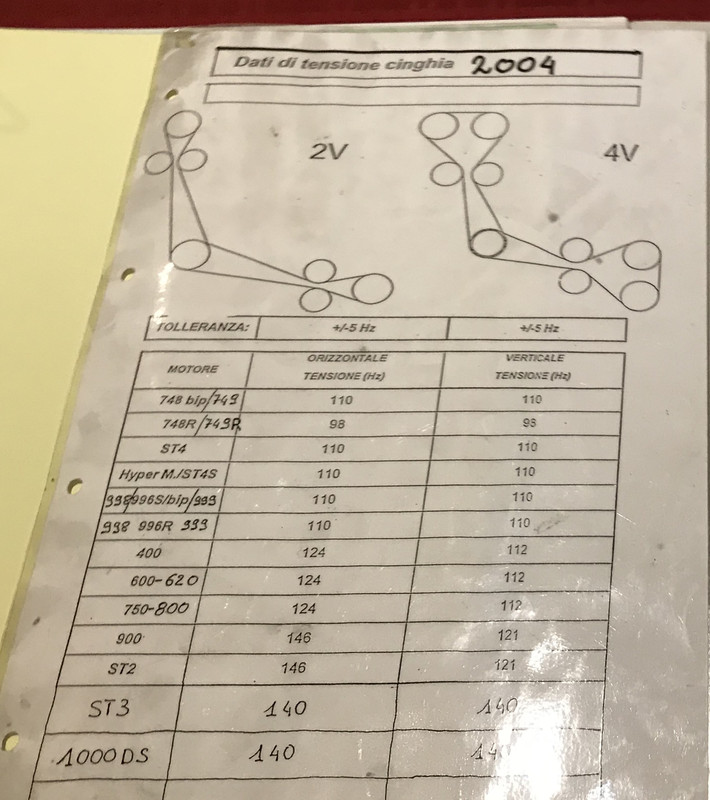 Dati di tensione cinghia 2004
2V 4V
TOLLERANZA: +/-5 Hz +/-5 Hz
MOTORE ORIZZONTALE TENSIONE (Hz) VERTICALE TENSIONE (Hz)
748 bip/749 110 110
748R/749R 98 98
ST4 110 110
Hyper M./ST4S 110 110
998/996S/bip/999 110 110
998 996R 999 110 110
400 124 112
600-620 124 112
750-800 124 112
900 146 121
ST2 146 121
ST3 140 140
1000DS 140